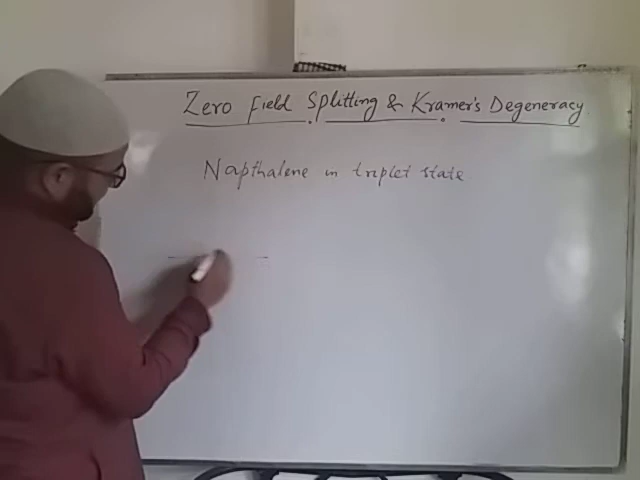 Zero Field Splitting & Kramer's Degeneracy
Napthalene in triplet state